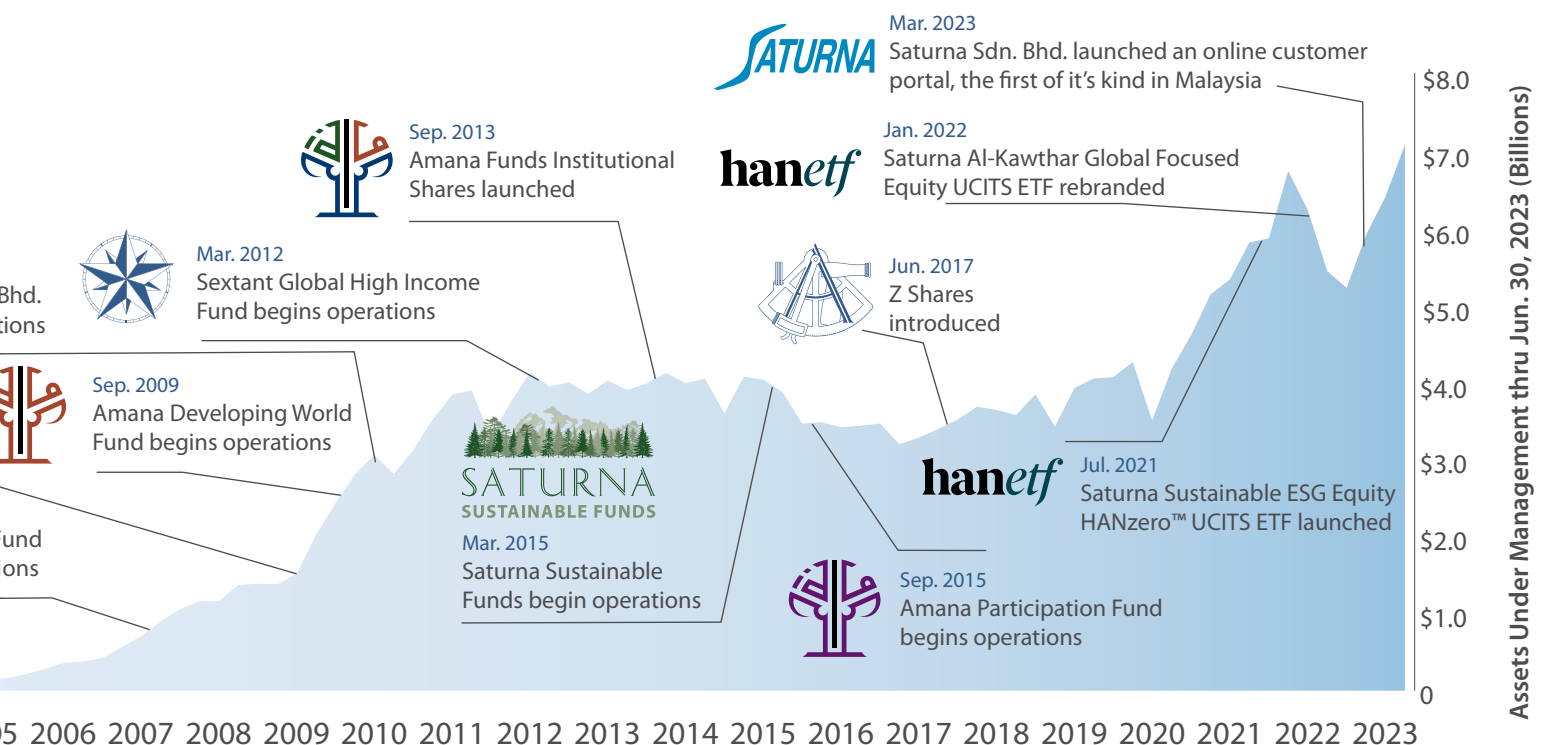 SATURNA
Mar. 2023
Saturna Sdn. Bhd. launched an online customer
portal, the first of it's kind in Malaysia
hanetf
Jan. 2022
Saturna Al-Kawthar Global Focused
Equity UCITS ETF rebranded
Sep. 2013
Amana Funds Institutional
Shares launched
Mar. 2012
Sextant Global High Income
Fund begins operations
Bhd.
tions
Jun. 2017
Z Shares
introduced
Sep. 2009
Amana Developing World
Fund begins operations
SATURNA
SUSTAINABLE FUNDS
Mar. 2015
Saturna Sustainable
Funds begin operations
hanetf
Jul. 2021
Saturna Sustainable ESG Equity
HANzero™ UCITS ETF launched
Fund
ions
Sep. 2015
Amana Participation Fund
begins operations
$8.0
$7.0
$6.0
$5.0
$4.0
$3.0
$2.0
$1.0
0
Assets Under Management thru Jun. 30, 2023 (Billions)
05 2006 2007 2008 2009 2010 2011 2012 2013 2014 2015 2016 2017 2018 2019 2020 2021 2022 2023